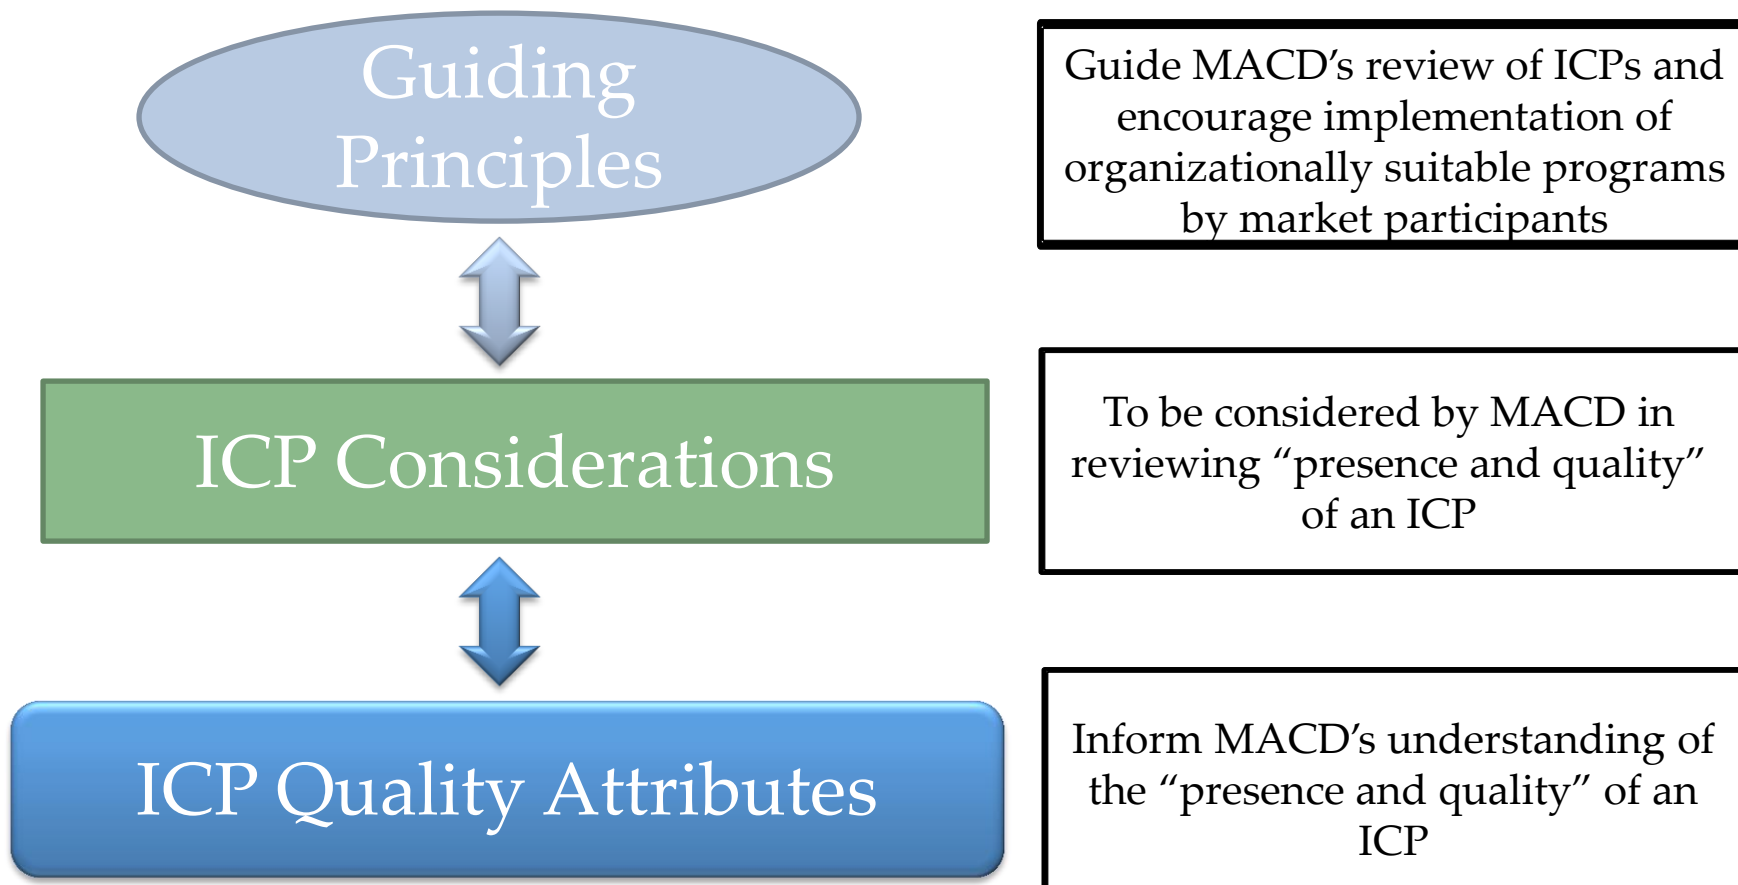 Guiding
Principles
Guide MACD’s review of ICPs and
encourage implementation of
organizationally suitable programs
by market participants
ICP Considerations
To be considered by MACD in
reviewing “presence and quality”
of an ICP
ICP Quality Attributes
Inform MACD’s understanding of
the “presence and quality” of an
ICP